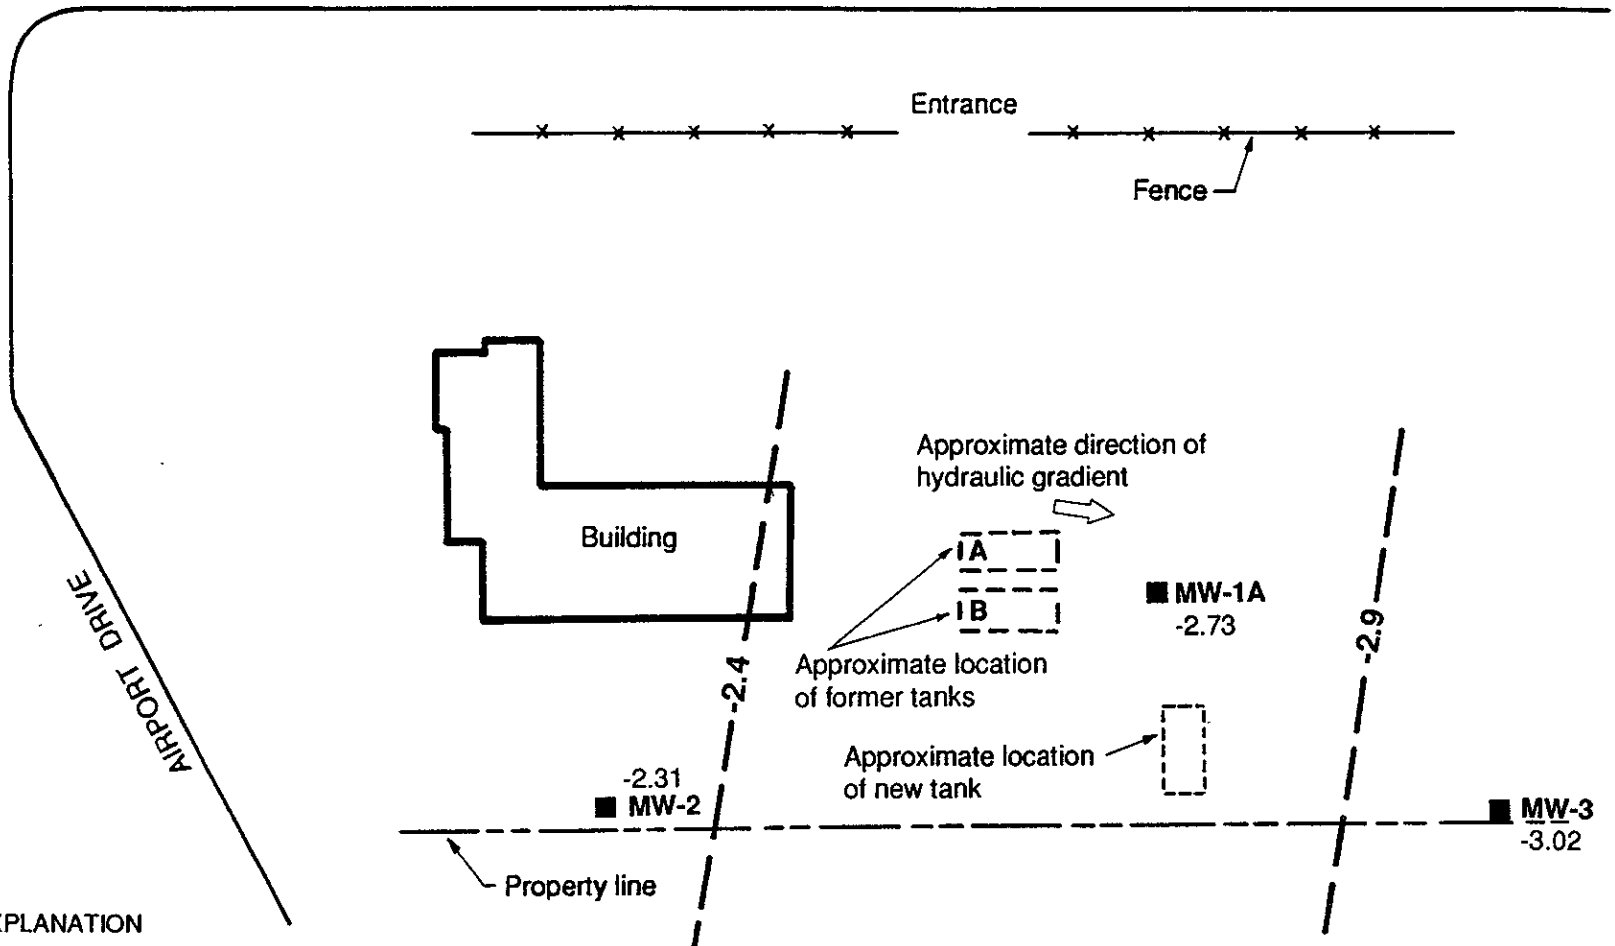 Entrance
Fence
Approximate direction of
hydraulic gradient
Building
A
B
MW-1A
-2.73
-2.9
Approximate location
of former tanks
-2.4
AIRPORT DRIVE
Approximate location
of new tank
-2.31
MW-2
MW-3
-3.02
Property line
XPLANATION